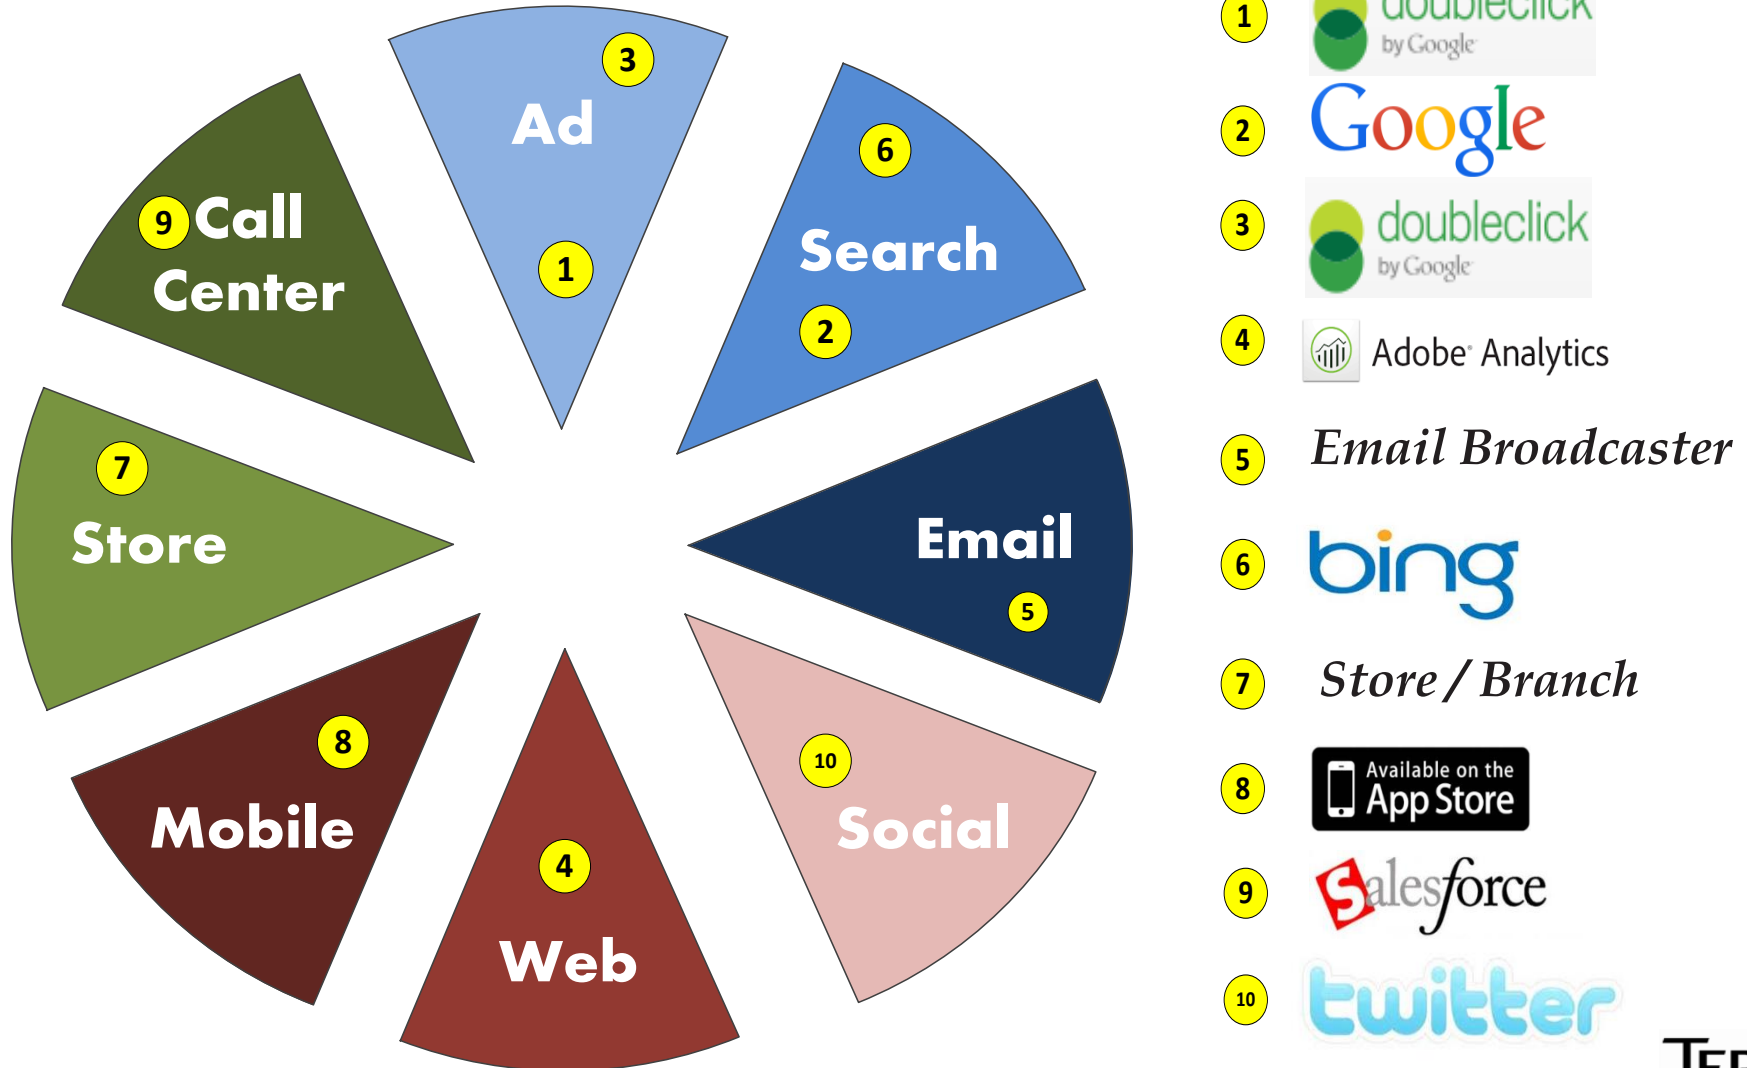 3
Ad
1
6
Search
2
Email
5
10
Social
4
Web
8
Mobile
7
Store
9 Call
Center
1 doubleclick
by Google
2 Google
3 doubleclick
by Google
4 Adobe Analytics
5 Email Broadcaster
6 bing
7 Store / Branch
8 Available on the
App Store
9 Salesforce
10 twitter